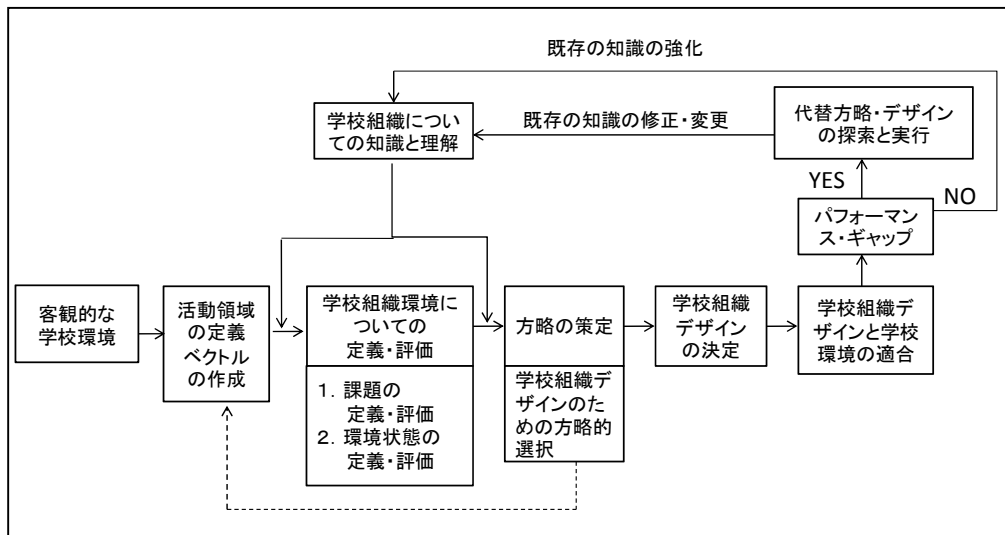 既存の知識の強化
学校組織につい
ての知識と理解
既存の知識の修正・変更
代替方略・デザイン
の探索と実行
YES
NO
パフォーマン
ス・ギャップ
客観的な
学校環境
活動領域
の定義
ベクトル
の作成
学校組織環境に
ついての
定義・評価
1. 課題の
定義・評価
2. 環境状態の
定義・評価
方略の策定
学校組織デ
ザインのた
めの方略的
選択
学校組織
デザイン
の決定
学校組織デ
ザインと学校
環境の適合